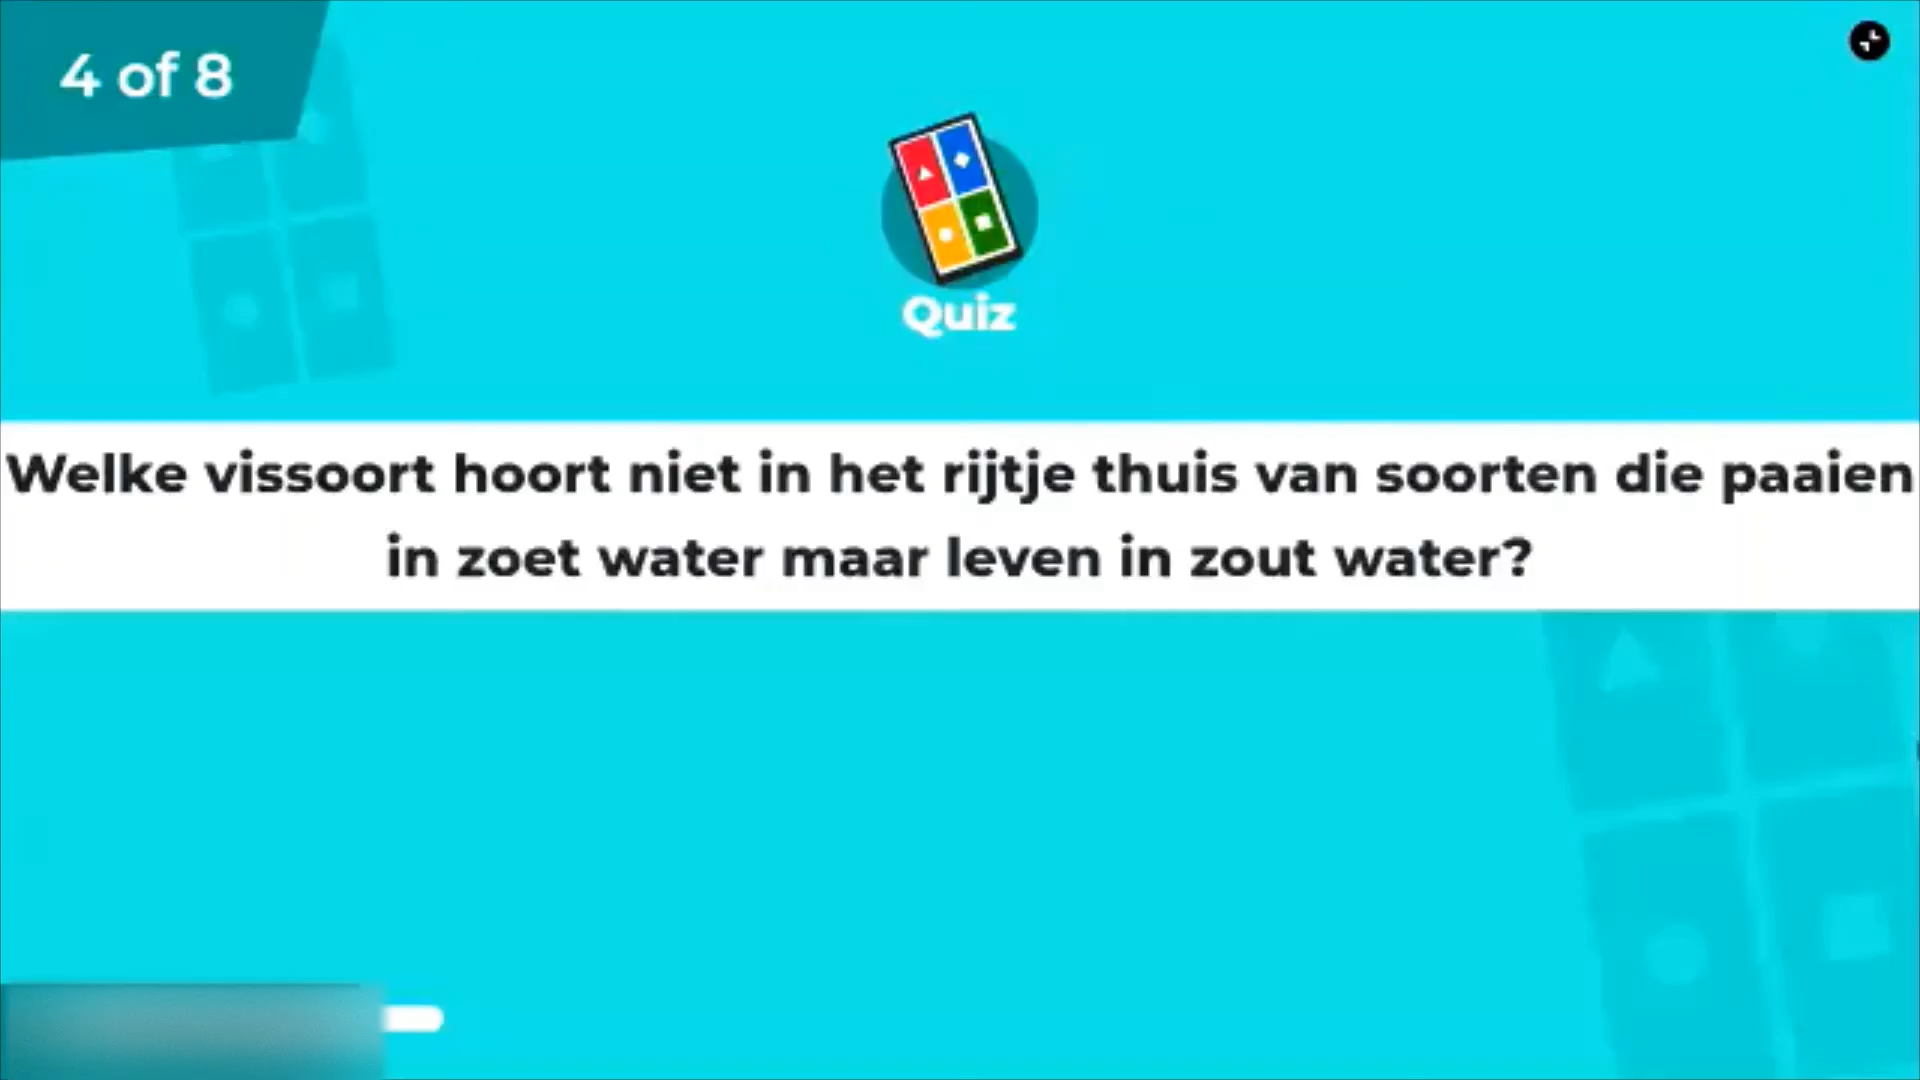 4 of 8
Quiz
Welke vissoort hoort niet in het rijtje thuis van soorten die paaien
in zoet water maar leven in zout water?